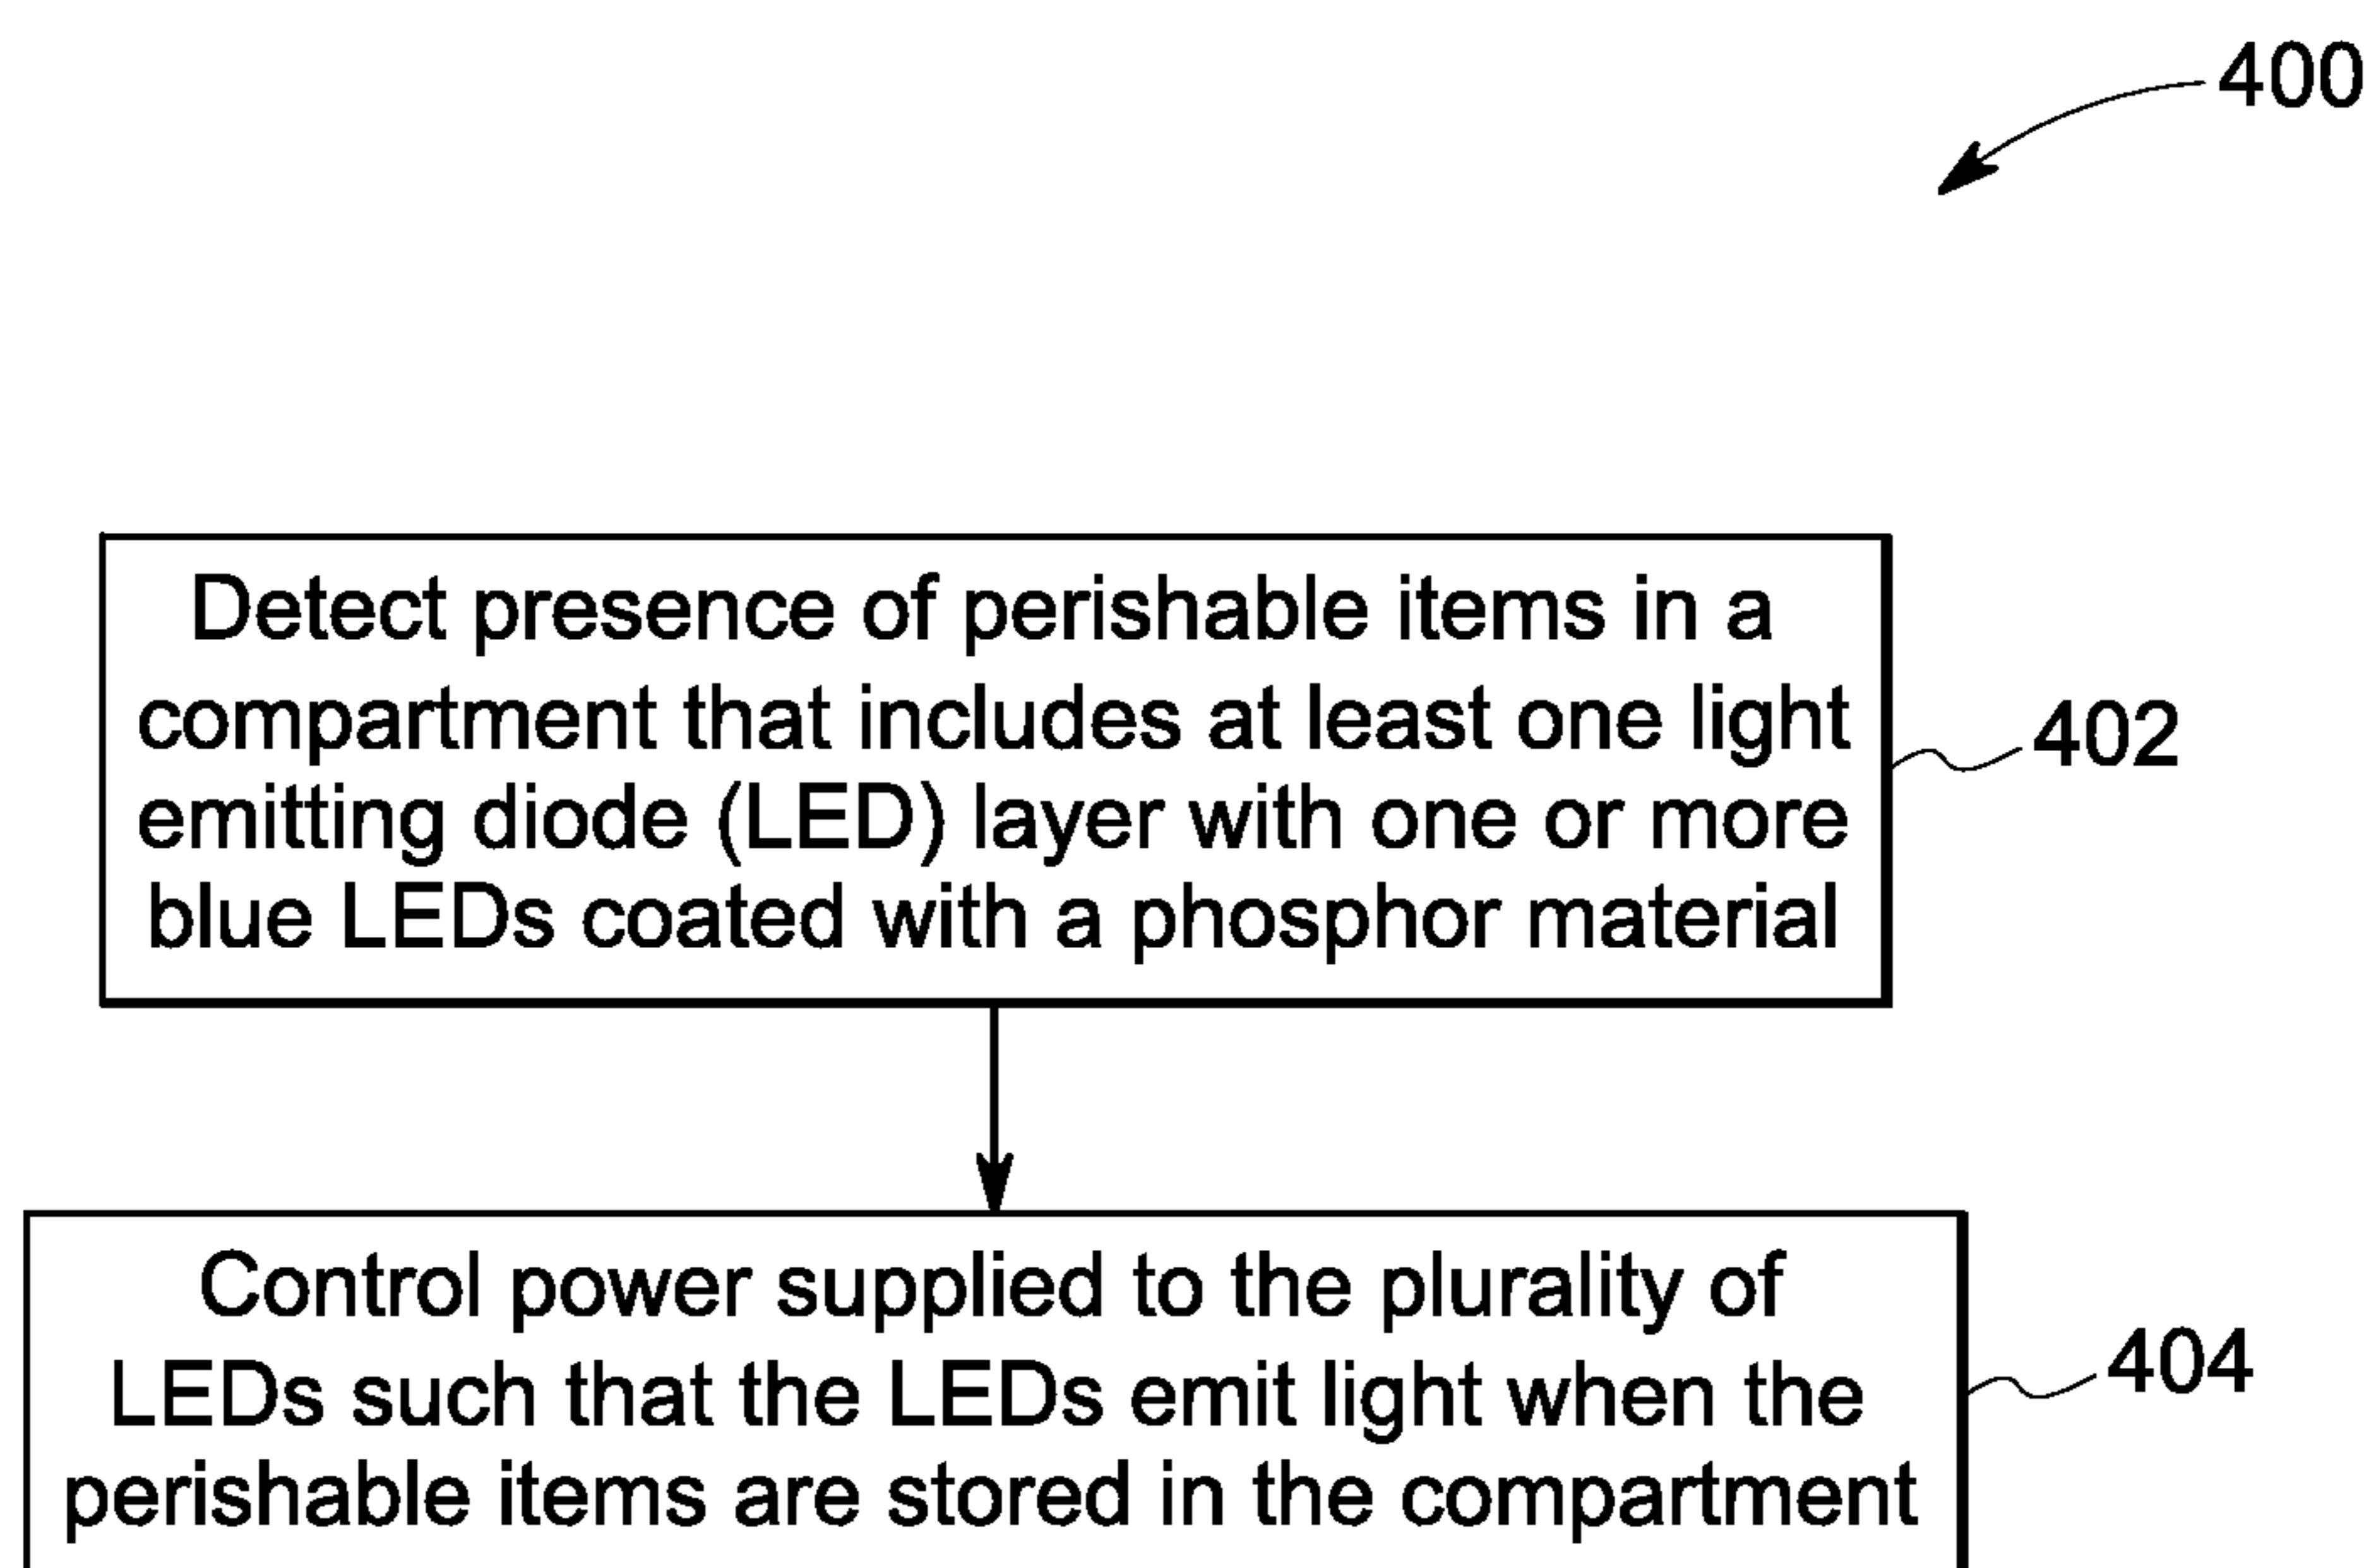 400
Detect presence of perishable items in a
compartment that includes at least one light
emitting diode (LED) layer with one or more
blue LEDs coated with a phosphor material
402
Control power supplied to the plurality of
LEDs such that the LEDs emit light when the
perishable items are stored in the compartment
404